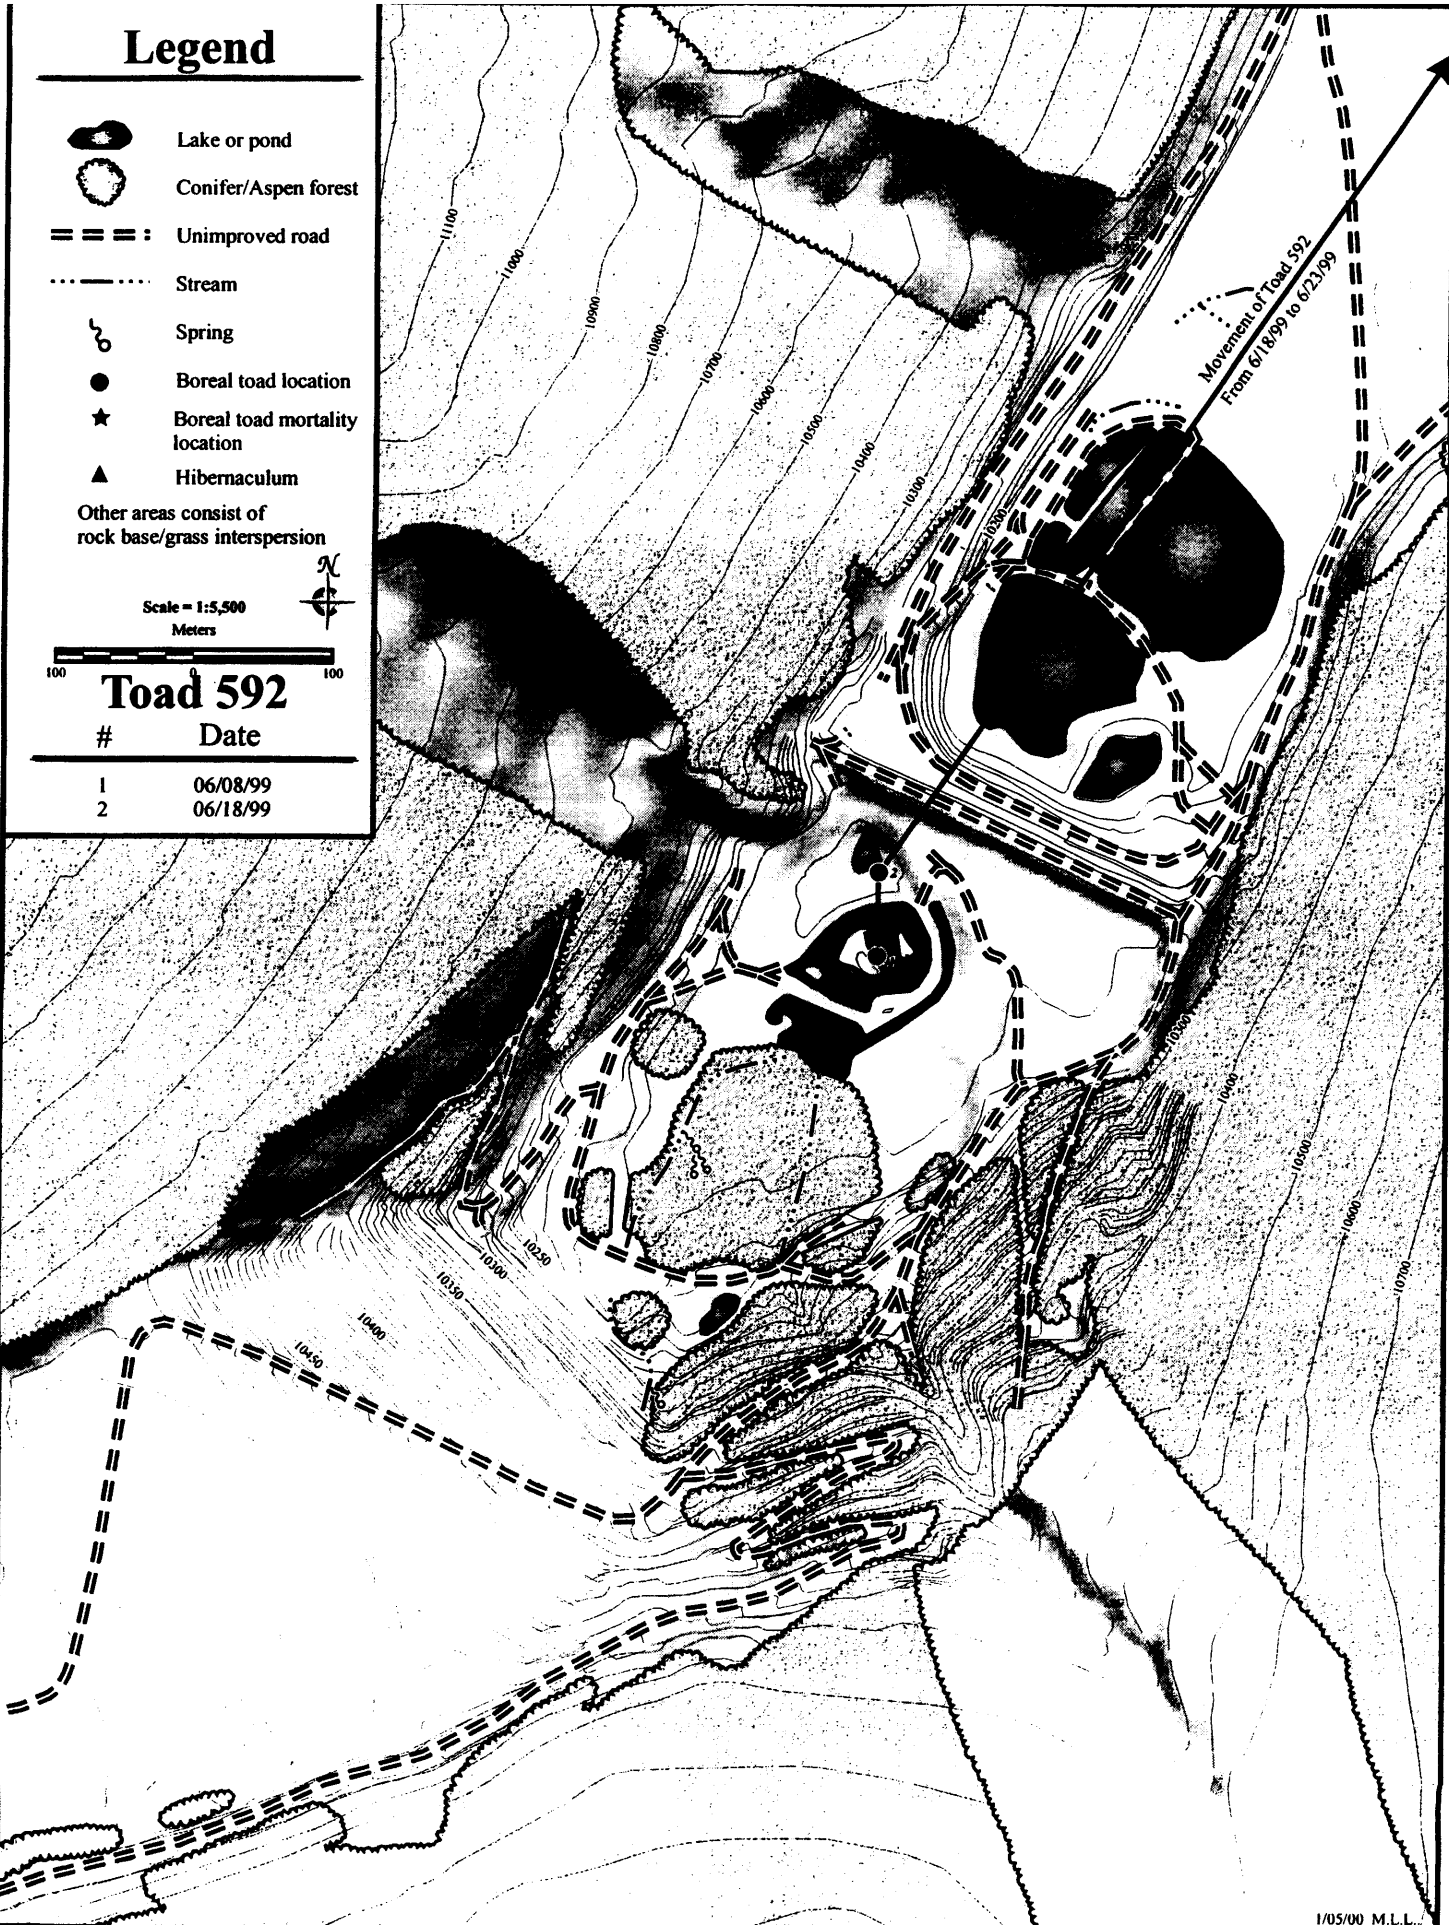 Legend
Lake or pond
Conifer/Aspen forest
Unimproved road
Stream
Spring
Boreal toad location
Boreal toad mortality
location
Hibernaculum
Other areas consist of
rock base/grass interspersion
N
Scale = 1:5,500
Meters
100 0 100
Toad 592
# Date
1 06/08/99
2 06/18/99
Movement of Toad 592
From 6/18/99 to 6/23/99
11100
11000
10900
10800
10700
10600
10500
10400
10300
10200
2
10300
10400
10500
10600
10700
10250
10300
10350
10400
10450
1/05/00 M.L.L.